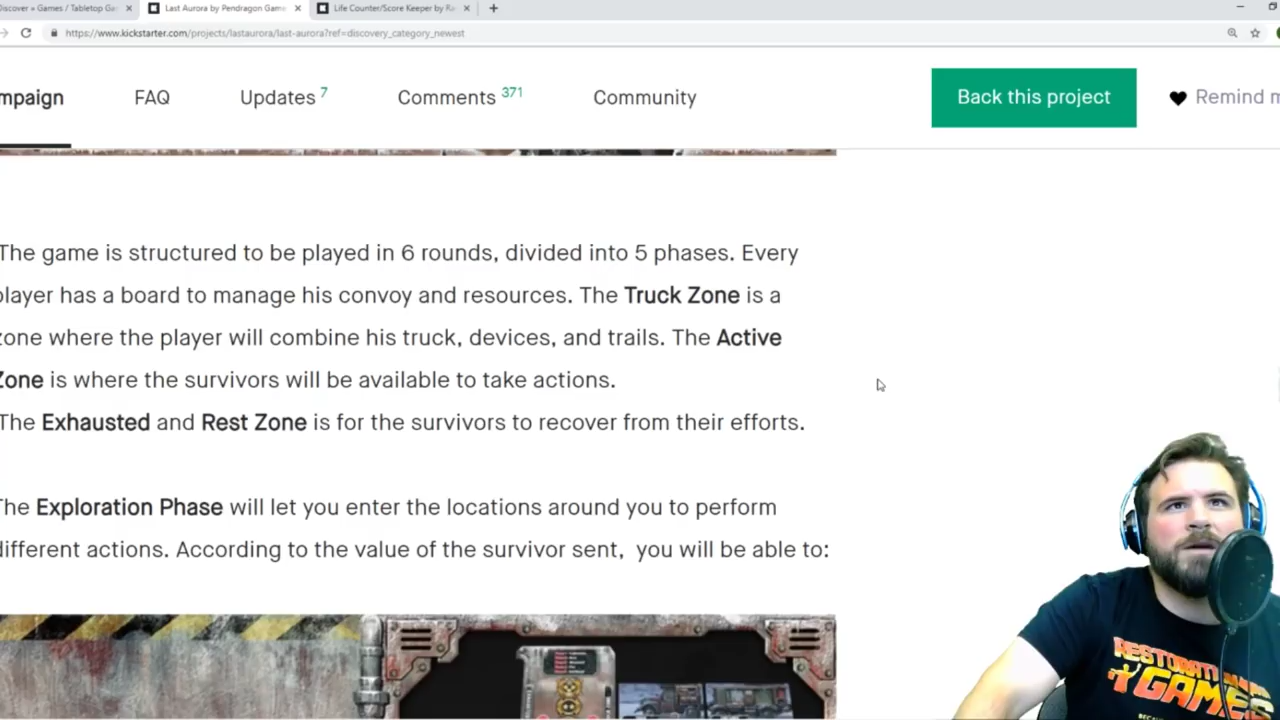 Discover » Games / Tabletop Ga
Last Aurora by Pendragon Game
Life Counter/Score Keeper by
https://www.kickstarter.com/projects/lastaurora/last-aurora?ref=discovery_category_newest
mpaign
FAQ
Updates 7
Comments 371
Community
Back this project
Remind m
The game is structured to be played in 6 rounds, divided into 5 phases. Every
player has a board to manage his convoy and resources. The Truck Zone is a
zone where the player will combine his truck, devices, and trails. The Active
Zone is where the survivors will be available to take actions.
The Exhausted and Rest Zone is for the survivors to recover from their efforts.
The Exploration Phase will let you enter the locations around you to perform
different actions. According to the value of the survivor sent, you will be able to:
RESTORATI
GAMES